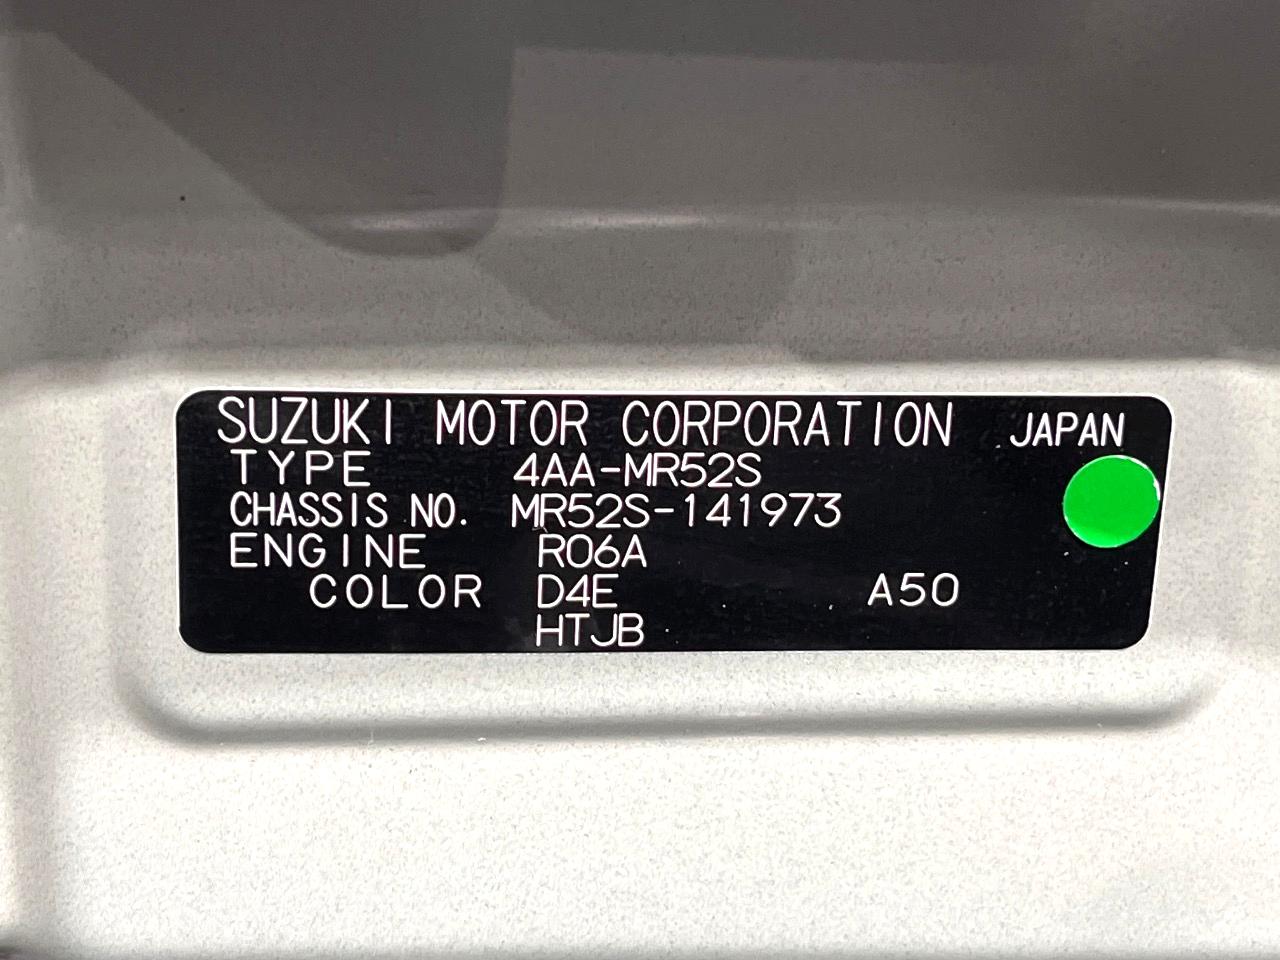 SUZUKI MOTOR CORPORATION JAPAN
TYPE 4AA-MR52S
CHASSIS NO. MR52S-141973
ENGINE R06A
COLOR D4E A50
HTJB